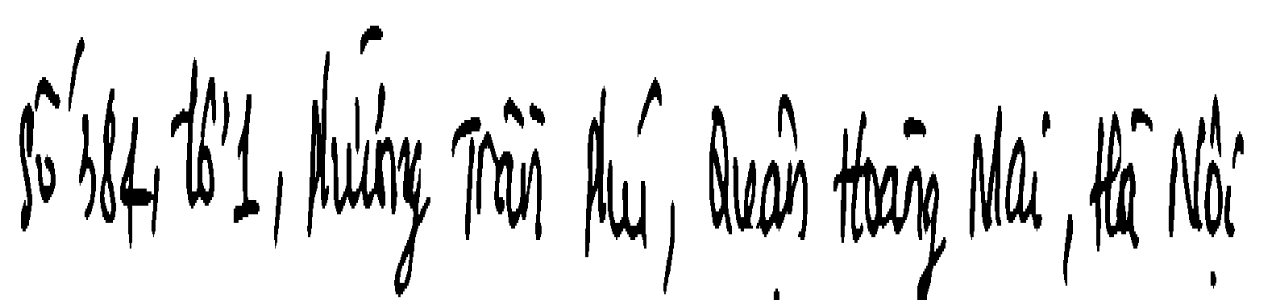 Số 384, tổ 1, Phường Trần Phú, Quận Hoàng Mai, Hà Nội